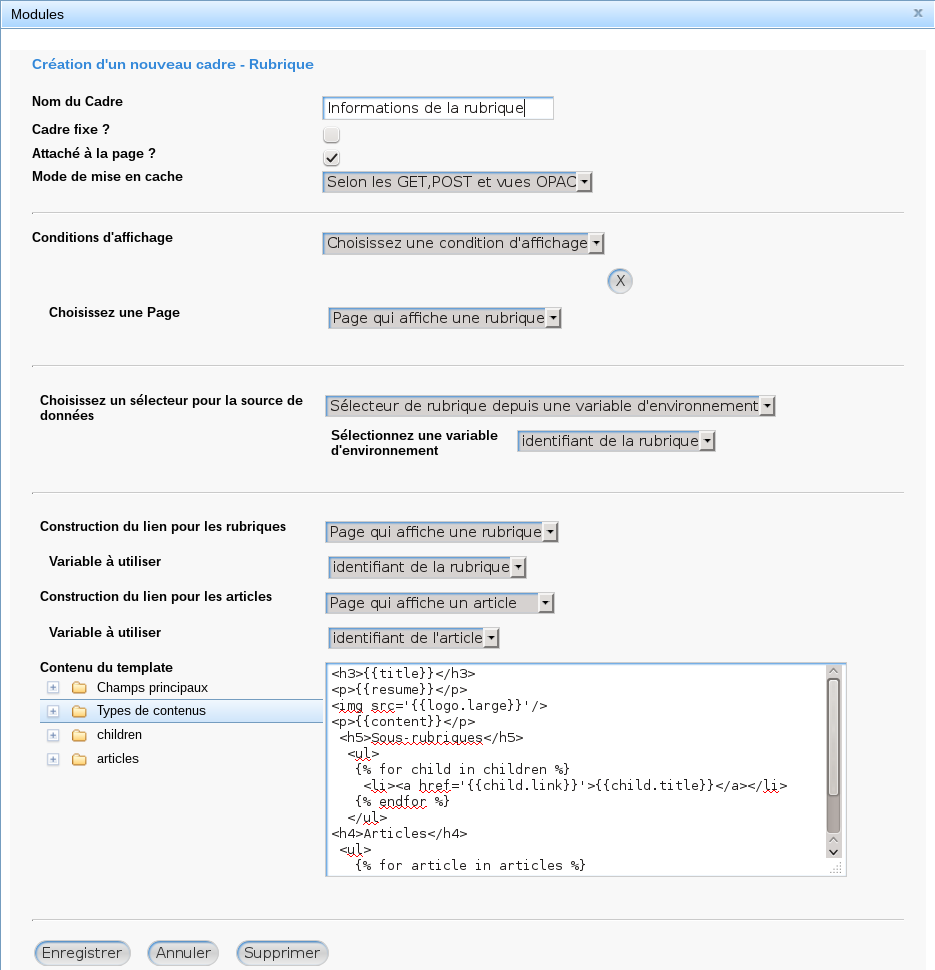 Modules x
Création d'un nouveau cadre - Rubrique
Nom du Cadre Informations de la rubrique
Cadre fixe ?
Attaché à la page ?
Mode de mise en cache Selon les GET,POST et vues OPAC
Conditions d'affichage Choisissez une condition d'affichage
X
Choisissez une Page Page qui affiche une rubrique
Choisissez un sélecteur pour la source de
données
Sélecteur de rubrique depuis une variable d'environnement
Sélectionnez une variable
d'environnement
identifiant de la rubrique
Construction du lien pour les rubriques Page qui affiche une rubrique
Variable à utiliser identifiant de la rubrique
Construction du lien pour les articles Page qui affiche un article
Variable à utiliser identifiant de l'article
Contenu du template
Champs principaux
Types de contenus
children
articles
<h3>{{title}}</h3>
<p>{{resume}}</p>
<img src='{{logo.large}}'/>
<p>{{content}}</p>
<h5>Sous-rubriques</h5>
<ul>
{% for child in children %}
<li><a href='{{child.link}}'>{{child.title}}</a></li>
{% endfor %}
</ul>
<h4>Articles</h4>
<ul>
{% for article in articles %}
Enregistrer Annuler Supprimer